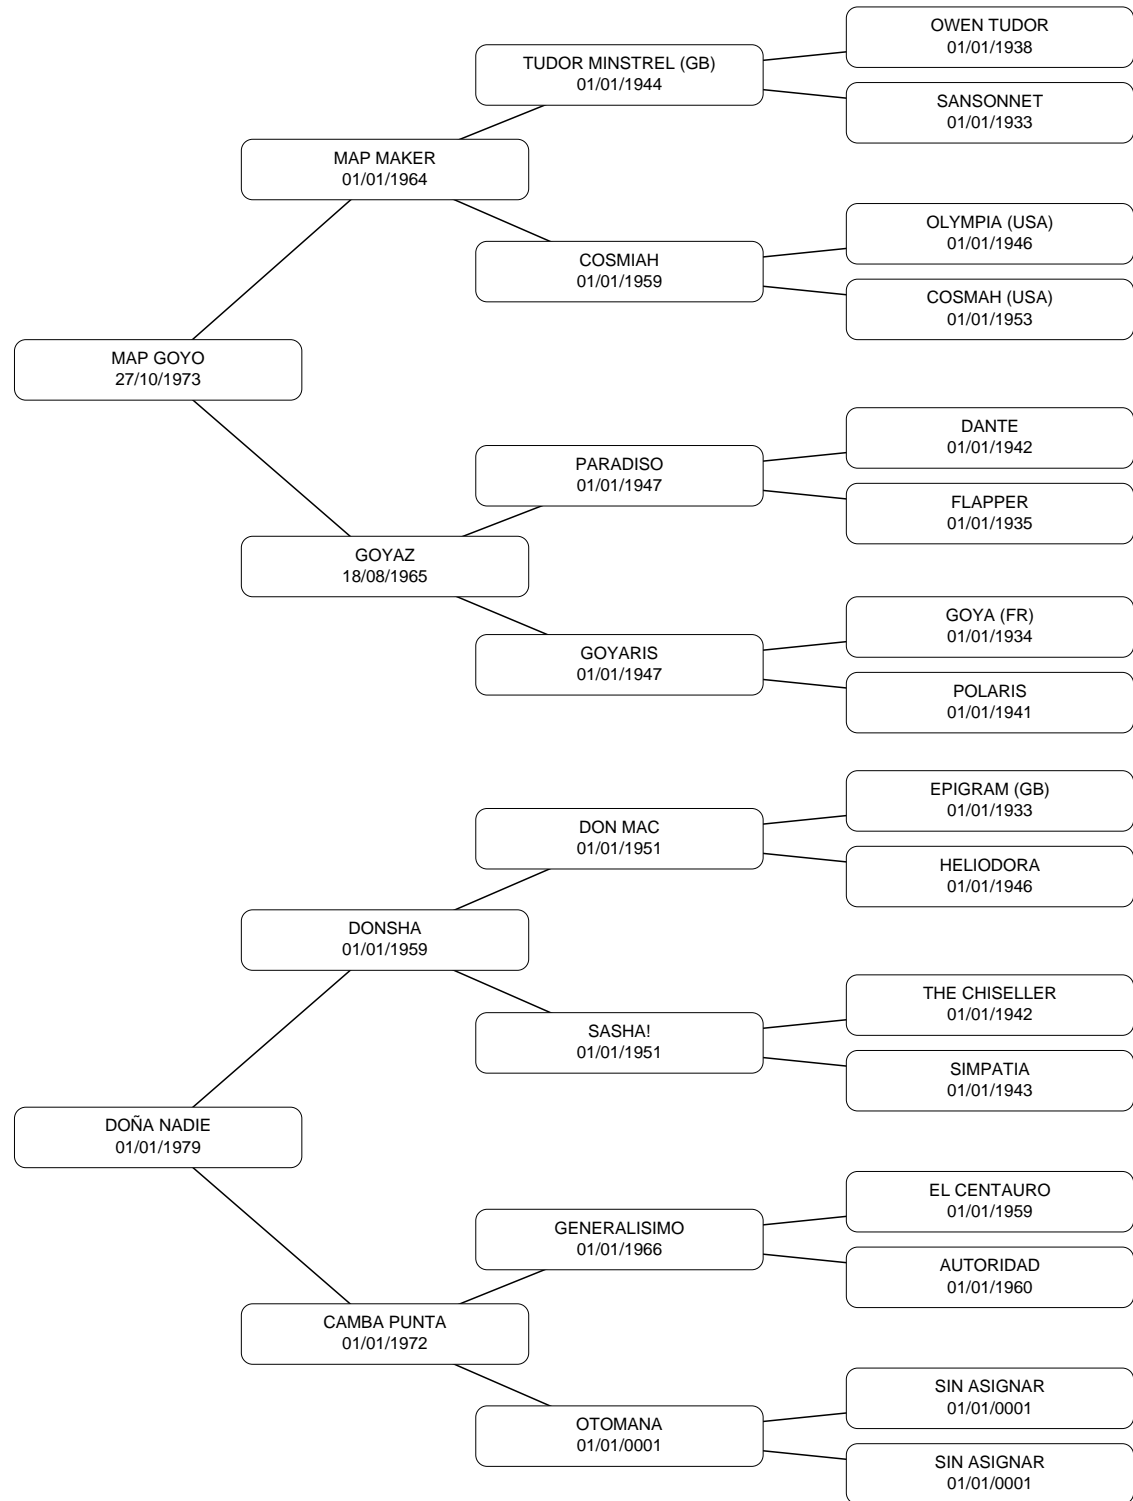 OWEN TUDOR
01/01/1938
TUDOR MINSTREL (GB)
01/01/1944
SANSONNET
01/01/1933
MAP MAKER
01/01/1964
OLYMPIA (USA)
01/01/1946
COSMIAH
01/01/1959
COSMAH (USA)
01/01/1953
MAP GOYO
27/10/1973
DANTE
01/01/1942
PARADISO
01/01/1947
FLAPPER
01/01/1935
GOYAZ
18/08/1965
GOYA (FR)
01/01/1934
GOYARIS
01/01/1947
POLARIS
01/01/1941
EPIGRAM (GB)
01/01/1933
DON MAC
01/01/1951
HELIODORA
01/01/1946
DONSHA
01/01/1959
THE CHISELLER
01/01/1942
SASHA!
01/01/1951
SIMPATIA
01/01/1943
DOÑA NADIE
01/01/1979
EL CENTAURO
01/01/1959
GENERALISIMO
01/01/1966
AUTORIDAD
01/01/1960
CAMBA PUNTA
01/01/1972
SIN ASIGNAR
01/01/0001
OTOMANA
01/01/0001
SIN ASIGNAR
01/01/0001